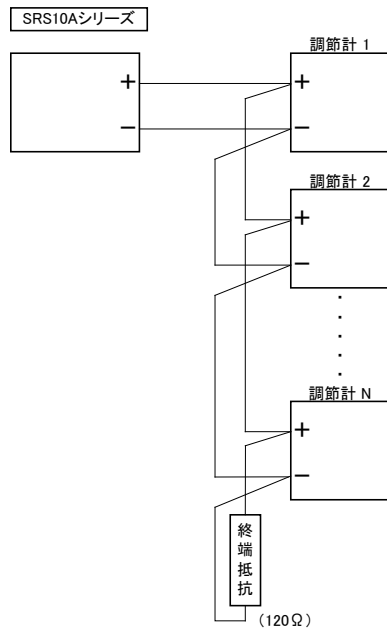 SRS10Aシリーズ
調節計 1
+
+
−
−
調節計 2
+
−
・
・
・
・
・
調節計 N
+
−
終端抵抗
(120Ω)